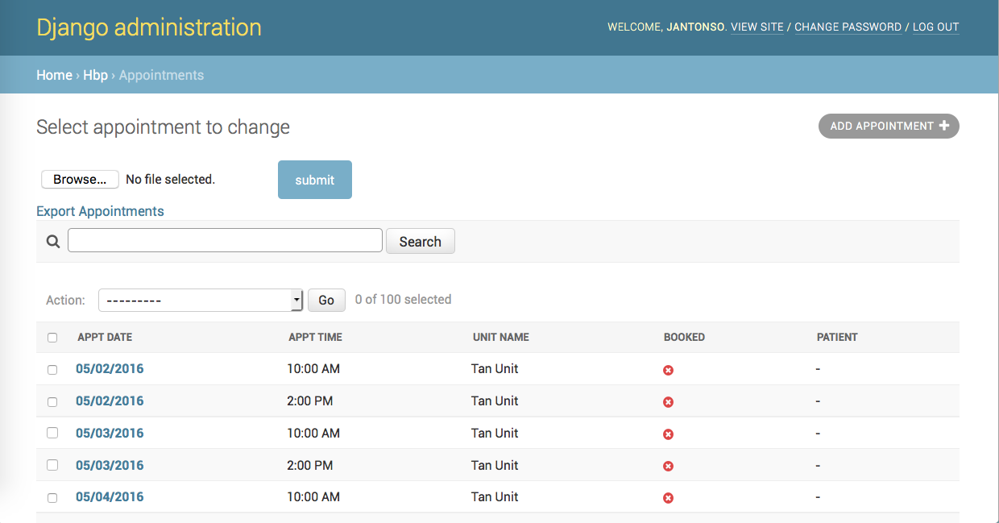 Django administration
WELCOME, JANTONSO. VIEW SITE / CHANGE PASSWORD / LOG OUT
Home › Hbp › Appointments
Select appointment to change
ADD APPOINTMENT +
Browse... No file selected. submit
Export Appointments
Search
Action: --------- Go 0 of 100 selected
APPT DATE APPT TIME UNIT NAME BOOKED PATIENT
05/02/2016 10:00 AM Tan Unit -
05/02/2016 2:00 PM Tan Unit -
05/03/2016 10:00 AM Tan Unit -
05/03/2016 2:00 PM Tan Unit -
05/04/2016 10:00 AM Tan Unit -